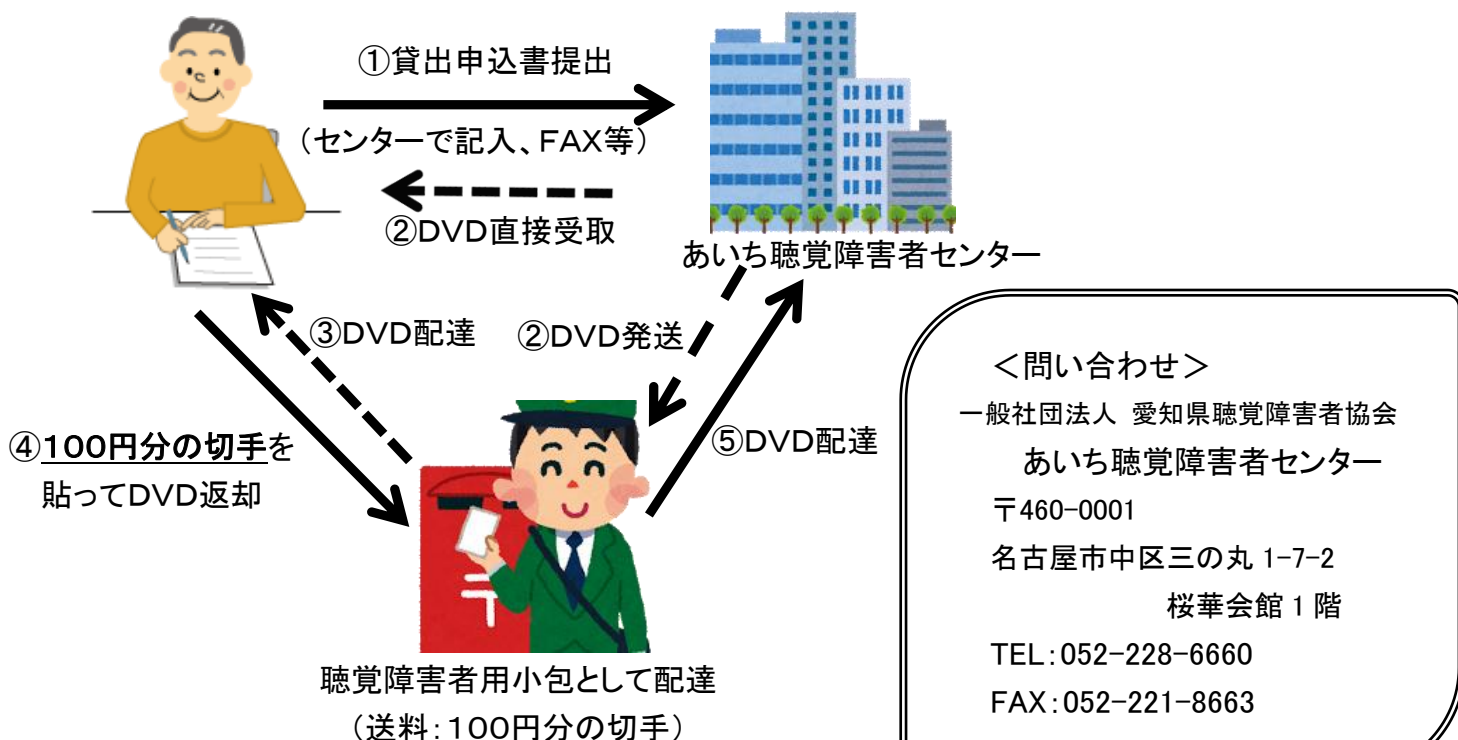 ①貸出申込書提出
(センターで記入、FAX等)
②DVD直接受取
あいち聴覚障害者センター
③DVD配達
②DVD発送
④100円分の切手を
貼ってDVD返却
⑤DVD配達
〒
聴覚障害者用小包として配達
(送料:100円分の切手)
<問い合わせ>
一般社団法人 愛知県聴覚障害者協会
あいち聴覚障害者センター
〒460-0001
名古屋市中区三の丸 1-7-2
桜華会館 1 階
TEL:052-228-6660
FAX:052-221-8663